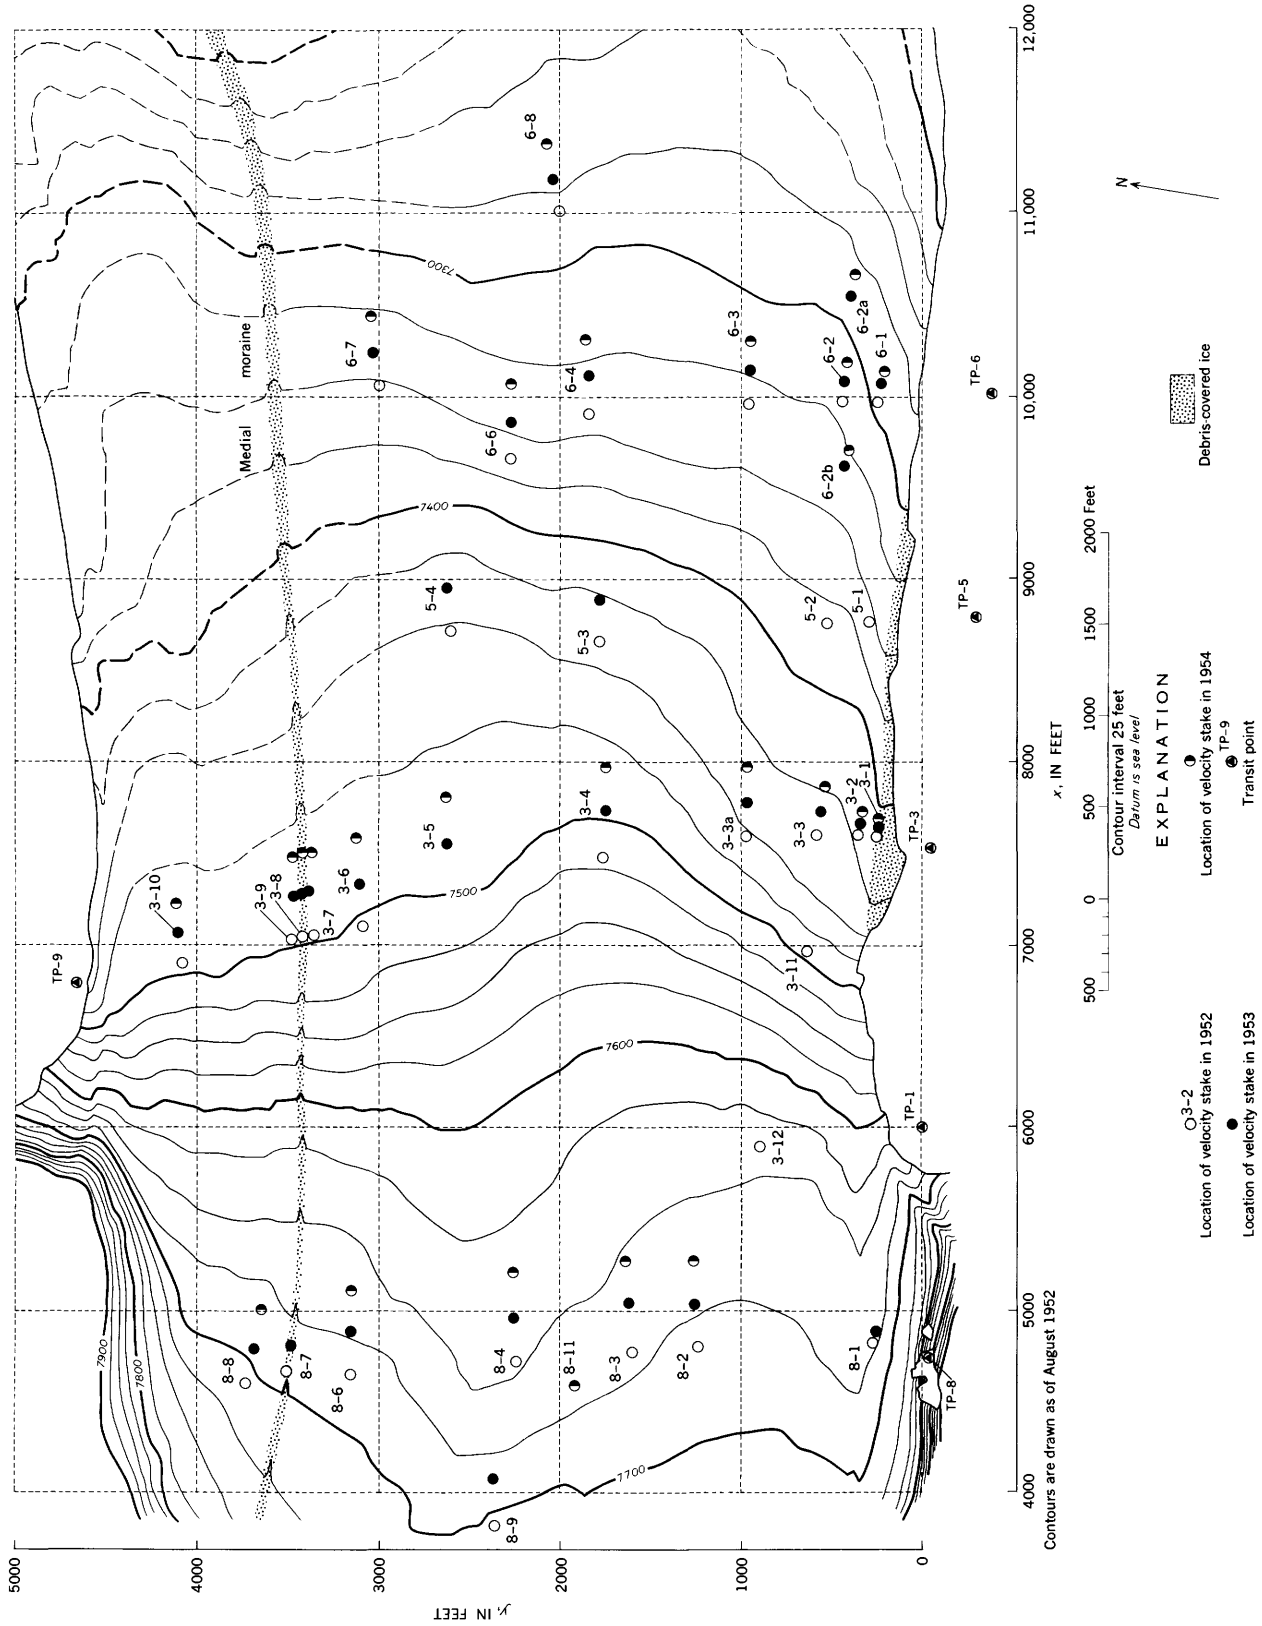 5000
4000
3000
2000
1000
0
y, IN FEET
7900
7800
7700
7600
7500
7400
7300
TP-9
3-10
Medial moraine
8-8
8-7
8-6
3-9
3-8
3-7
3-6
6-7
8-9
8-4
8-11
3-5
5-4
6-6
6-8
8-3
8-2
3-4
5-3
6-4
3-12
3-11
3-3a
3-3
6-3
8-1
3-2
3-1
5-2
5-1
6-2b
6-2
6-2a
6-1
TP-8
TP-1
TP-3
TP-5
TP-6
4000
5000
6000
7000
8000
9000
10,000
11,000
12,000
x, IN FEET
Contours are drawn as of August 1952
500
0
500
1000
1500
2000 Feet
Contour interval 25 feet
Datum is sea level
N
EXPLANATION
3-2
Location of velocity stake in 1952
Location of velocity stake in 1953
Location of velocity stake in 1954
TP-9
Transit point
Debris-covered ice